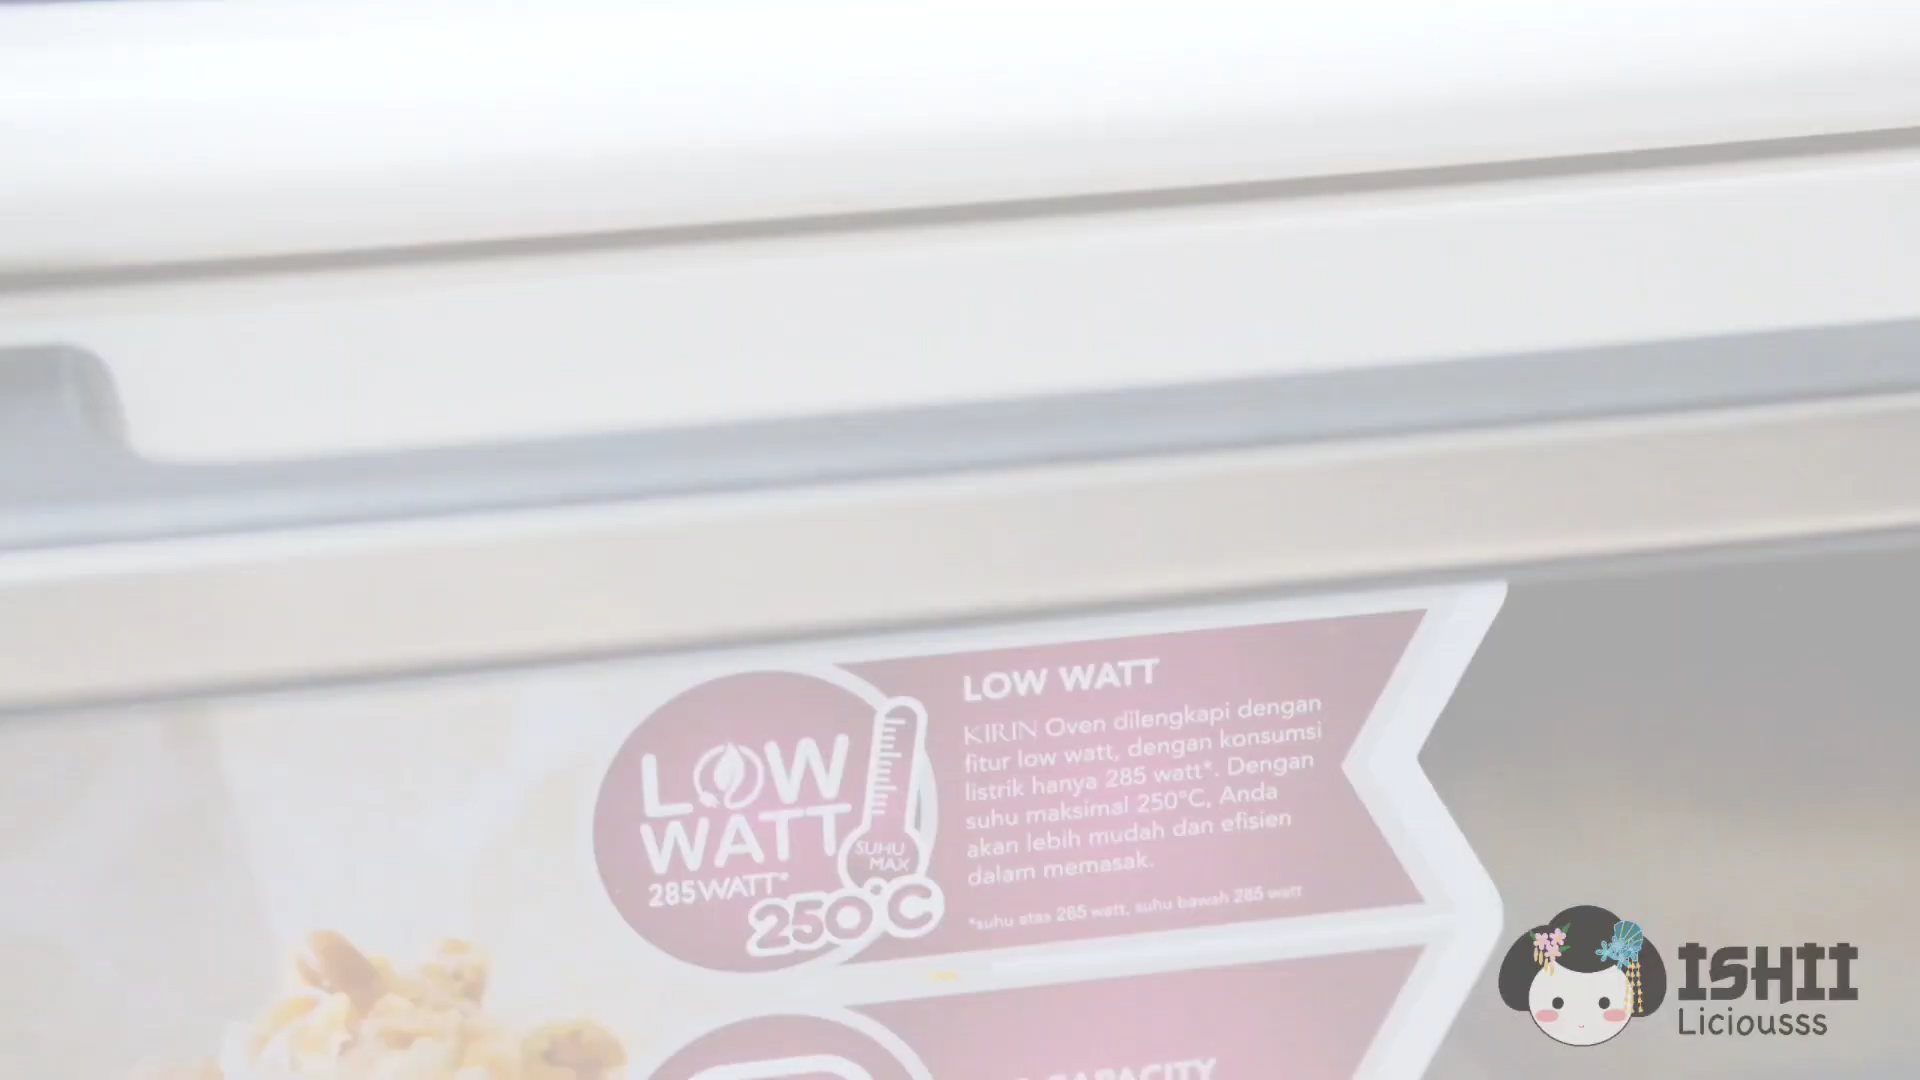 LOW
WATT
285WATT*
SUHU
MAX
250°C
LOW WATT
KIRIN Oven dilengkapi dengan
fitur low watt, dengan konsumsi
listrik hanya 285 watt*. Dengan
suhu maksimal 250°C, Anda
akan lebih mudah dan efisien
dalam memasak.
*suhu atas 285 watt, suhu bawah 285 watt
CAPACITY
ISHII
Liciousss